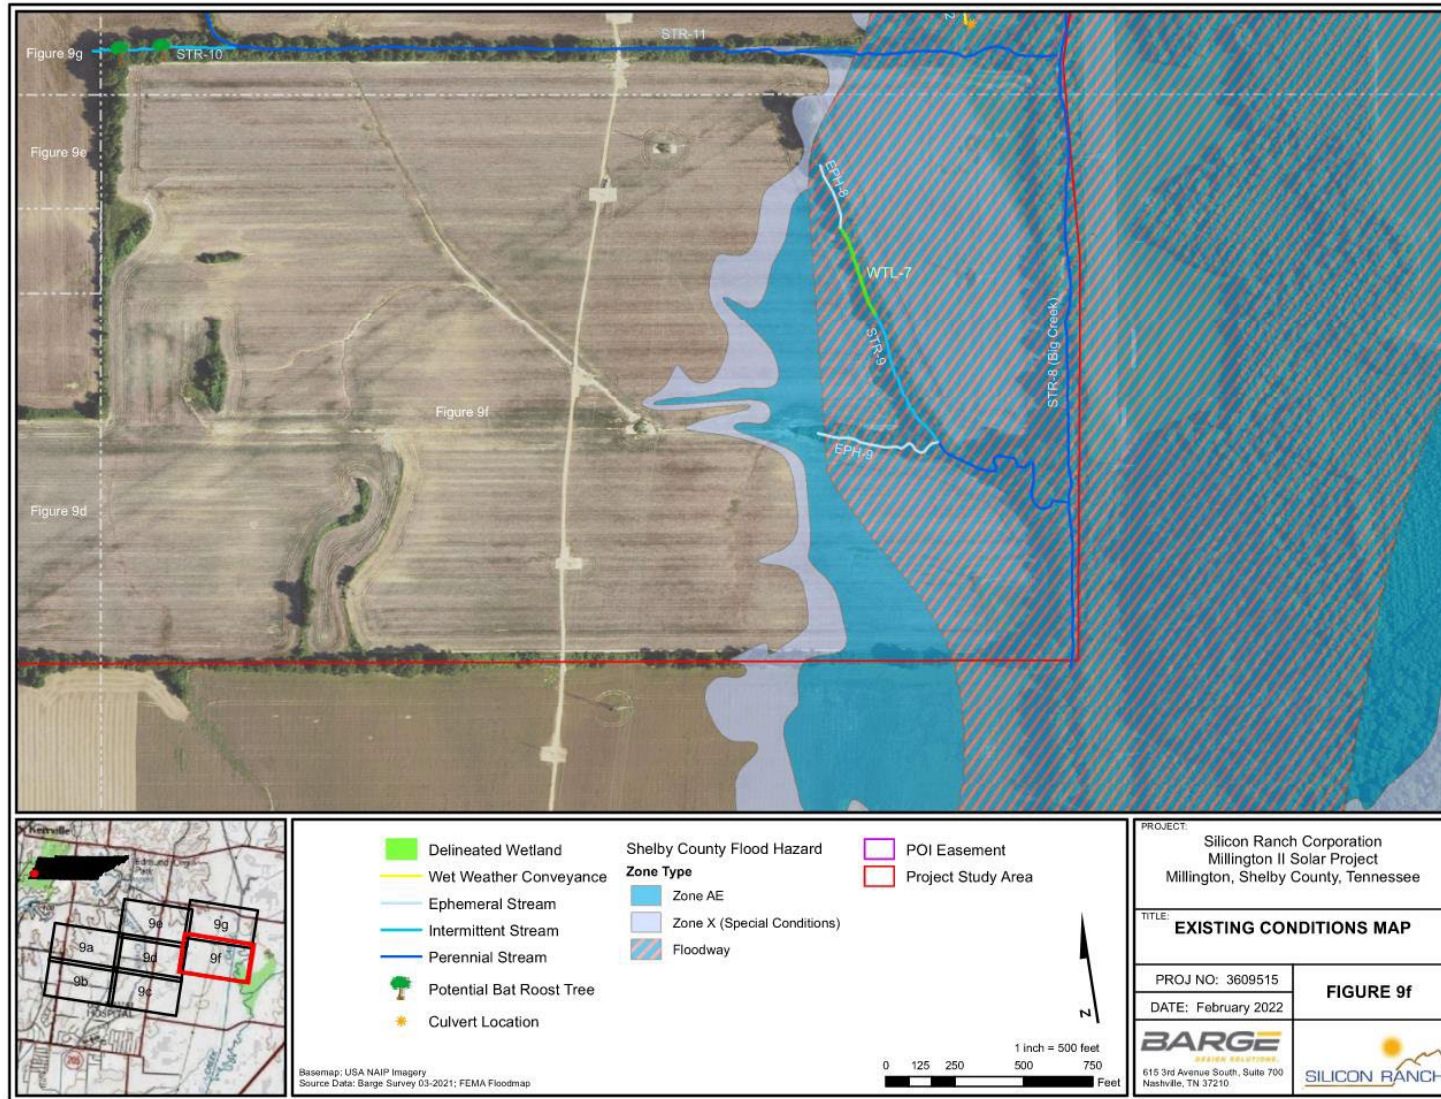 STR-11
Figure 9g
STR-10
Figure 9e
EPH-8
WTL-7
STR-9
STR-8 (Big Creek)
Figure 9f
EPH-9
Figure 9d
Kerrville
9e
9g
9a
9d
9f
9b
9c
HOSPITAL
205
CREEK
Delineated Wetland
Wet Weather Conveyance
Ephemeral Stream
Intermittent Stream
Perennial Stream
Potential Bat Roost Tree
Culvert Location
Shelby County Flood Hazard
Zone Type
Zone AE
Zone X (Special Conditions)
Floodway
POI Easement
Project Study Area
Z
1 inch = 500 feet
0 125 250 500 750
Feet
Basemap: USA NAIP Imagery
Source Data: Barge Survey 03-2021; FEMA Floodmap
PROJECT:
Silicon Ranch Corporation
Millington II Solar Project
Millington, Shelby County, Tennessee
TITLE:
EXISTING CONDITIONS MAP
PROJ NO: 3609515
DATE: February 2022
FIGURE 9f
BARGE
DESIGN SOLUTIONS.
615 3rd Avenue South, Suite 700
Nashville, TN 37210
SILICON RANCH